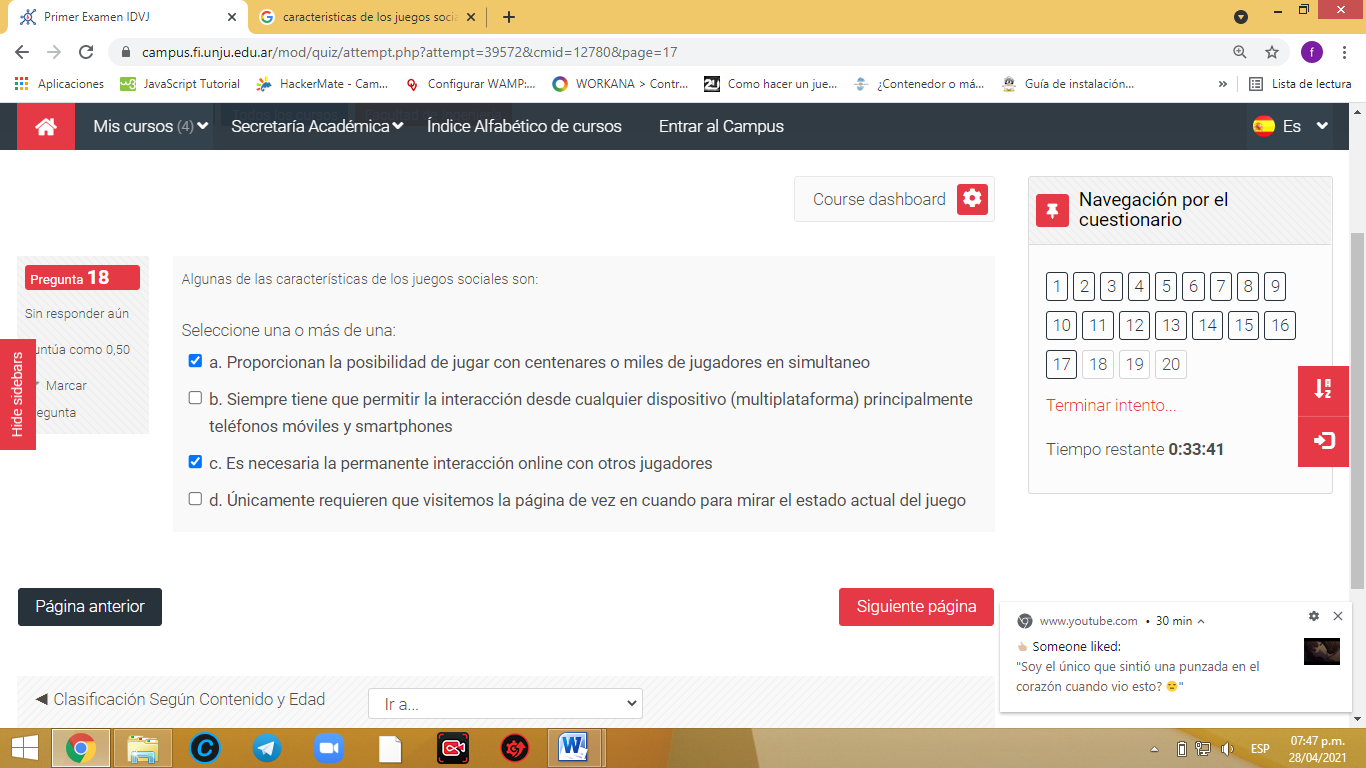 Primer Examen IDVJ
caracteristicas de los juegos socia
campus.fi.unju.edu.ar/mod/quiz/attempt.php?attempt=39572&cmid=12780&page=17
f
Aplicaciones
JavaScript Tutorial
HackerMate - Cam...
Configurar WAMP:...
WORKANA > Contr...
Como hacer un jue...
¿Contenedor o má...
Guía de instalación...
»
Lista de lectura
Mis cursos (4)
Secretaría Académica
Índice Alfabético de cursos
Entrar al Campus
Es
Course dashboard
Navegación por el
cuestionario
Pregunta 18
Sin responder aún
untúa como 0,50
Marcar
egunta
Hide sidebars
Algunas de las características de los juegos sociales son:
Seleccione una o más de una:
a. Proporcionan la posibilidad de jugar con centenares o miles de jugadores en simultaneo
b. Siempre tiene que permitir la interacción desde cualquier dispositivo (multiplataforma) principalmente
teléfonos móviles y smartphones
c. Es necesaria la permanente interacción online con otros jugadores
d. Únicamente requieren que visitemos la página de vez en cuando para mirar el estado actual del juego
1 2 3 4 5 6 7 8 9
10 11 12 13 14 15 16
17 18 19 20
Terminar intento...
Tiempo restante 0:33:41
Página anterior
Siguiente página
www.youtube.com • 30 min
Someone liked:
"Soy el único que sintió una punzada en el
corazón cuando vio esto? 😒"
◄ Clasificación Según Contenido y Edad
Ir a...
ESP
07:47 p.m.
28/04/2021